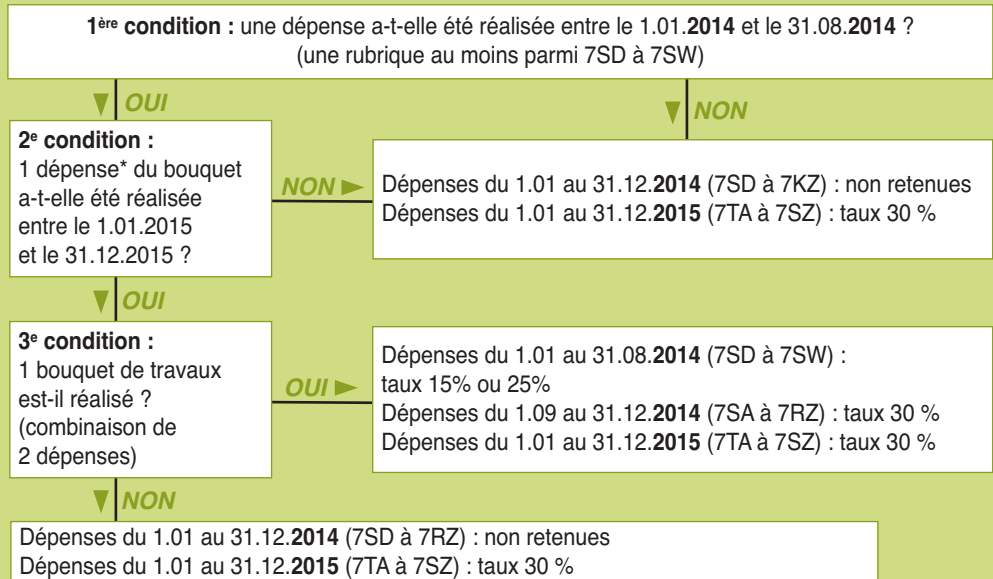 1ère condition : une dépense a-t-elle été réalisée entre le 1.01.2014 et le 31.08.2014 ?
(une rubrique au moins parmi 7SD à 7SW)
OUI
NON
2e condition :
1 dépense* du bouquet
a-t-elle été réalisée
entre le 1.01.2015
et le 31.12.2015 ?
NON
Dépenses du 1.01 au 31.12.2014 (7SD à 7KZ) : non retenues
Dépenses du 1.01 au 31.12.2015 (7TA à 7SZ) : taux 30 %
OUI
3e condition :
1 bouquet de travaux
est-il réalisé ?
(combinaison de
2 dépenses)
OUI
Dépenses du 1.01 au 31.08.2014 (7SD à 7SW) :
taux 15% ou 25%
Dépenses du 1.09 au 31.12.2014 (7SA à 7RZ) : taux 30 %
Dépenses du 1.01 au 31.12.2015 (7TA à 7SZ) : taux 30 %
NON
Dépenses du 1.01 au 31.12.2014 (7SD à 7RZ) : non retenues
Dépenses du 1.01 au 31.12.2015 (7TA à 7SZ) : taux 30 %